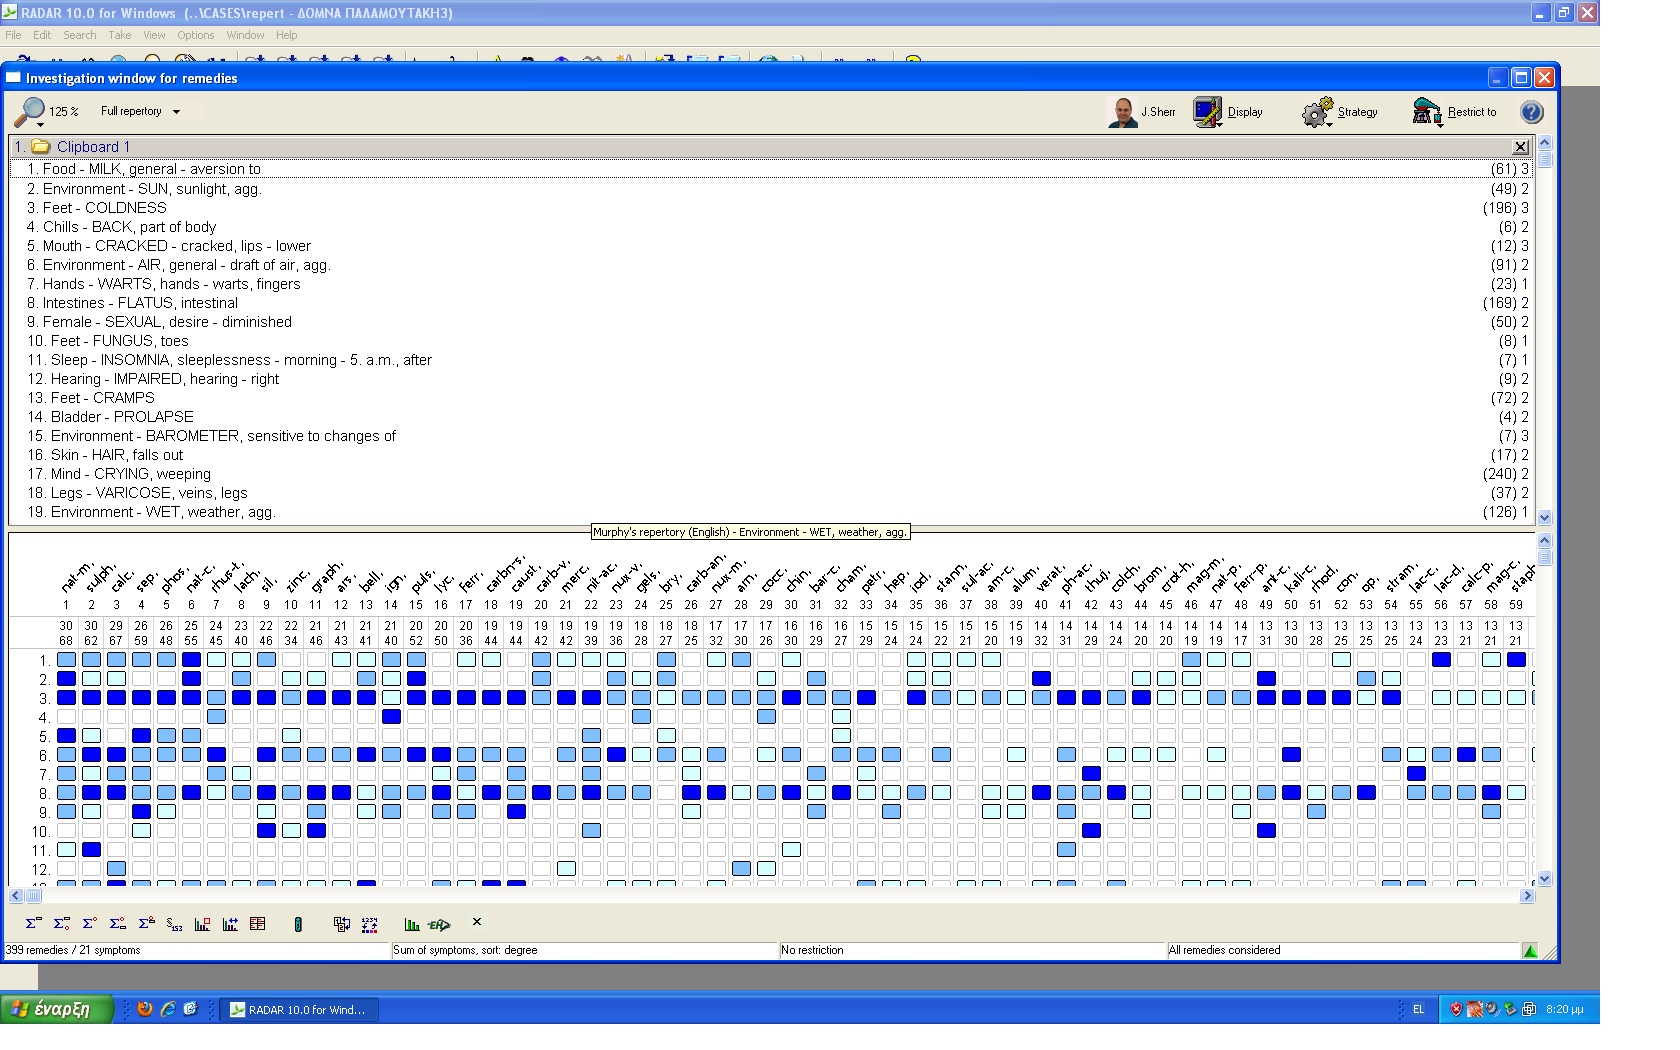 RADAR 10.0 for Windows (..\CASES\repert - ΔΟΜΝΑ ΠΑΛΑΜΟΥΤΑΚΗ3)
File Edit Search Take View Options Window Help
Investigation window for remedies
125 % Full repertory J.Sherr Display Strategy Restrict to
1. Clipboard 1
1. Food - MILK, general - aversion to (61) 3
2. Environment - SUN, sunlight, agg. (49) 2
3. Feet - COLDNESS (196) 3
4. Chills - BACK, part of body (6) 2
5. Mouth - CRACKED - cracked, lips - lower (12) 3
6. Environment - AIR, general - draft of air, agg. (91) 2
7. Hands - WARTS, hands - warts, fingers (23) 1
8. Intestines - FLATUS, intestinal (169) 2
9. Female - SEXUAL, desire - diminished (50) 2
10. Feet - FUNGUS, toes (8) 1
11. Sleep - INSOMNIA, sleeplessness - morning - 5. a.m., after (7) 1
12. Hearing - IMPAIRED, hearing - right (9) 2
13. Feet - CRAMPS (72) 2
14. Bladder - PROLAPSE (4) 2
15. Environment - BAROMETER, sensitive to changes of (7) 3
16. Skin - HAIR, falls out (17) 2
17. Mind - CRYING, weeping (240) 2
18. Legs - VARICOSE, veins, legs (37) 2
19. Environment - WET, weather, agg. (126) 1
Murphy's repertory (English) - Environment - WET, weather, agg.
nat-m. sulph. calc. sep. phos. nat-c. rhus-t. lach. sil. zinc. graph. ars. bell. ign. puls. lyc. ferr. carbn-s. caust. carb-v. merc. nit-ac. nux-v. gels. bry. carb-an. nux-m. arn. cocc. chin. bar-c. cham. petr. hep. iod. stann. sul-ac. am-c. alum. verat. ph-ac. thuj. colch. brom. crot-h. mag-m. nat-p. ferr-p. ant-c. kali-c. rhod. con. op. stram. lac-c. lac-d. calc-p. mag-c. staph
1 2 3 4 5 6 7 8 9 10 11 12 13 14 15 16 17 18 19 20 21 22 23 24 25 26 27 28 29 30 31 32 33 34 35 36 37 38 39 40 41 42 43 44 45 46 47 48 49 50 51 52 53 54 55 56 57 58 59
30 30 29 26 26 25 24 23 22 22 21 21 21 21 20 20 20 19 19 19 19 19 19 18 18 18 17 17 16 16 16 16 15 15 15 15 15 15 15 14 14 14 14 14 14 14 14 14 13 13 13 13 13 13 13 13 13 13 13
68 62 67 59 48 55 45 40 46 34 46 43 41 40 52 50 36 44 44 42 42 39 36 28 27 25 32 30 29 30 29 27 29 24 24 22 21 20 19 32 31 29 24 20 15 19 19 17 31 30 28 25 25 25 24 23 21 21 21
1.
2.
3.
4.
5.
6.
7.
8.
9.
10.
11.
12.
399 remedies / 21 symptoms Sum of symptoms, sort: degree No restriction All remedies considered
έναρξη RADAR 10.0 for Wind... EL 8:20 μμ